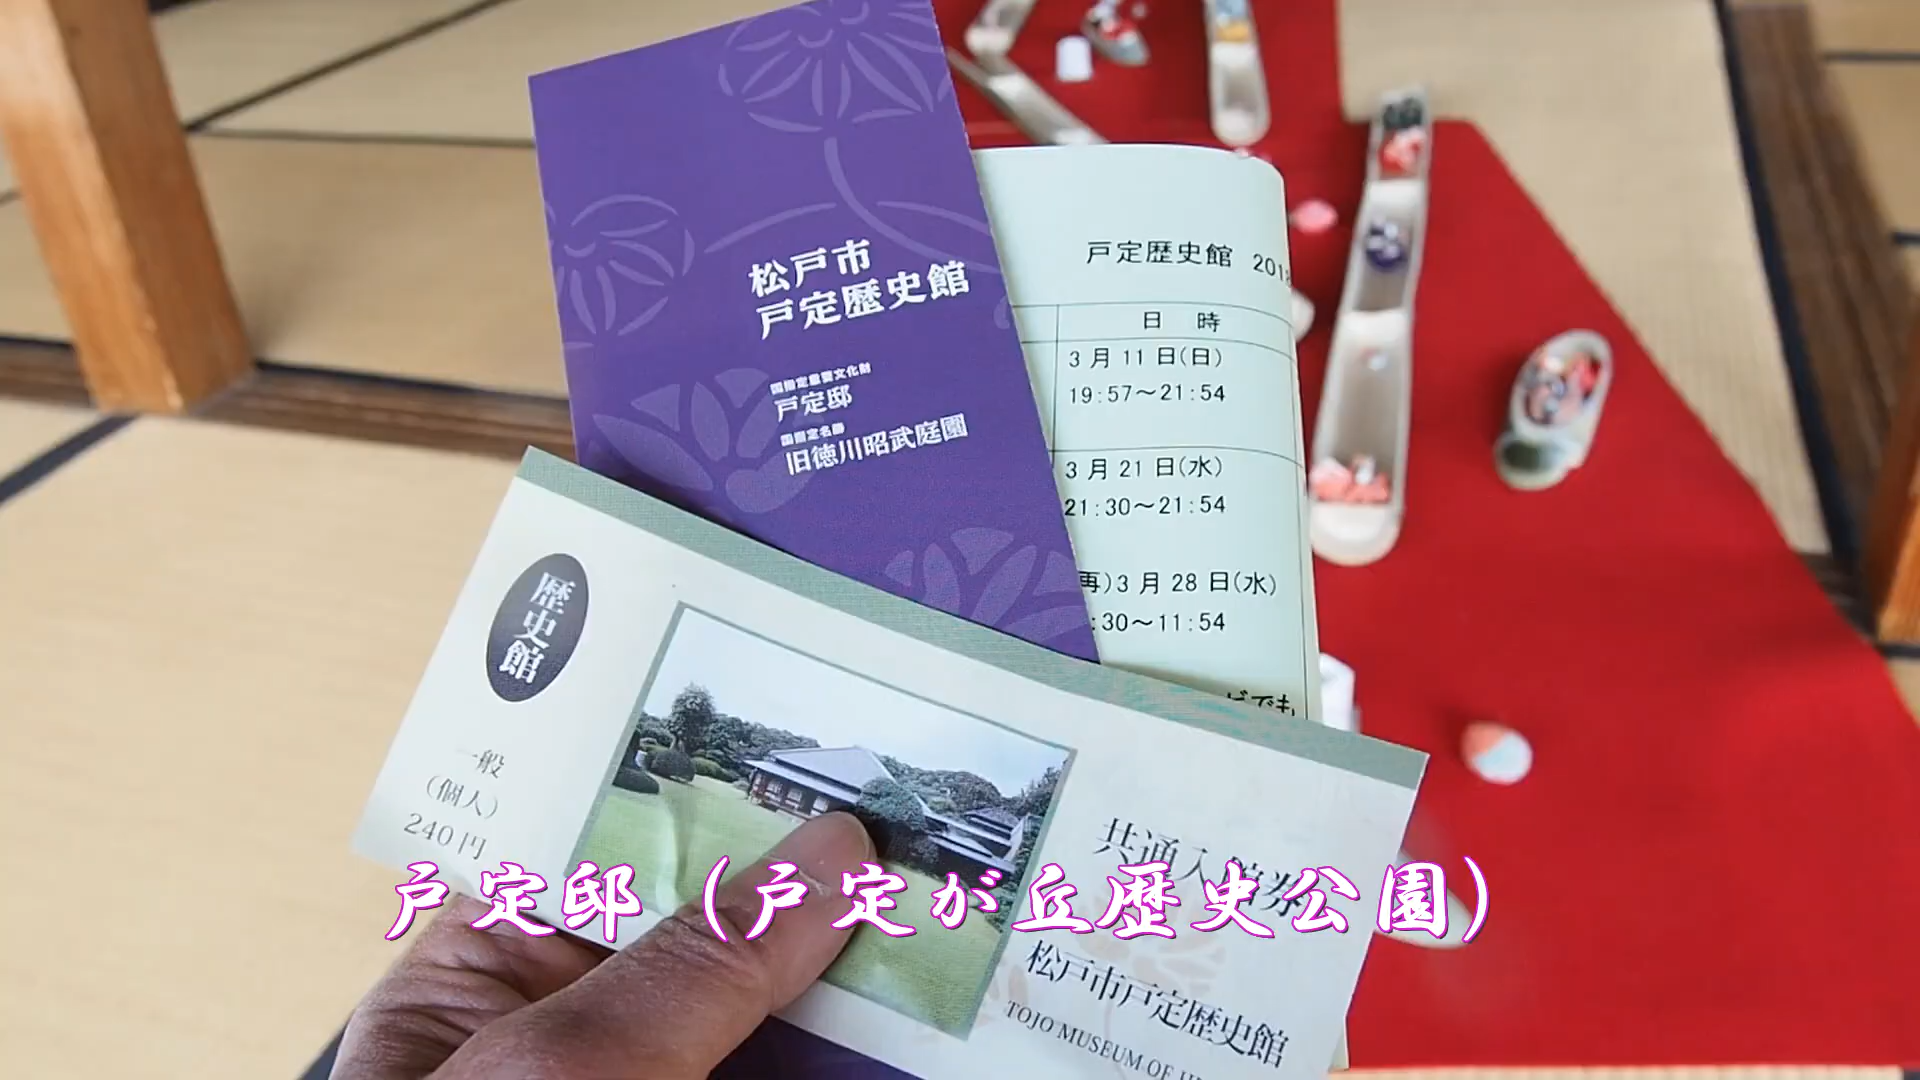 松戸市
戸定歴史館
国指定重要文化財
戸定邸
国指定名勝
旧徳川昭武庭園
戸定歴史館 2018
日 時
3月11日(日)
19:57～21:54
3月21日(水)
21:30～21:54
再)3月28日(水)
:30～11:54
でも
歴史館
一般
(個人)
240円
共通入館券
松戸市戸定歴史館
TOJO MUSEUM OF
戸定邸（戸定が丘歴史公園）